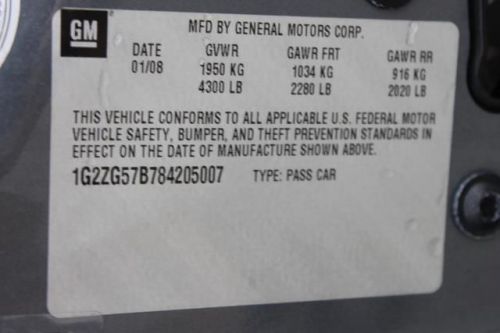 GM
MFD BY GENERAL MOTORS CORP.
DATE GVWR GAWR FRT GAWR RR
01/08 1950 KG 1034 KG 916 KG
4300 LB 2280 LB 2020 LB
THIS VEHICLE CONFORMS TO ALL APPLICABLE U.S. FEDERAL MOTOR
VEHICLE SAFETY, BUMPER, AND THEFT PREVENTION STANDARDS IN
EFFECT ON THE DATE OF MANUFACTURE SHOWN ABOVE.
1G2ZG57B784205007 TYPE: PASS CAR